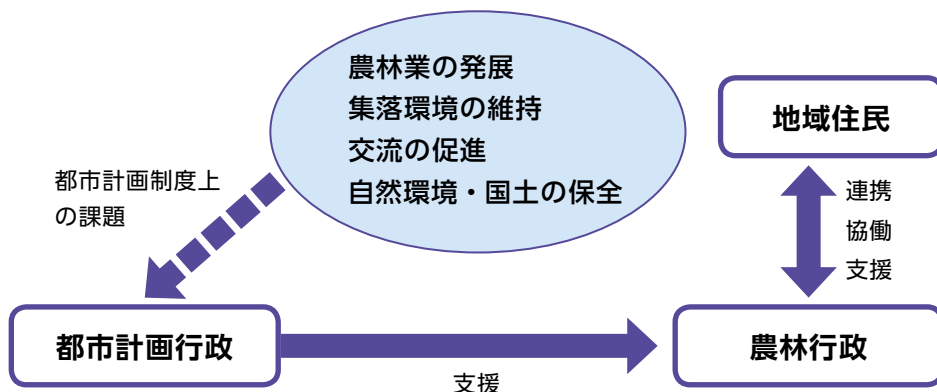 農林業の発展
集落環境の維持
交流の促進
自然環境・国土の保全
地域住民
都市計画制度上
の課題
連携
協働
支援
都市計画行政
農林行政
支援